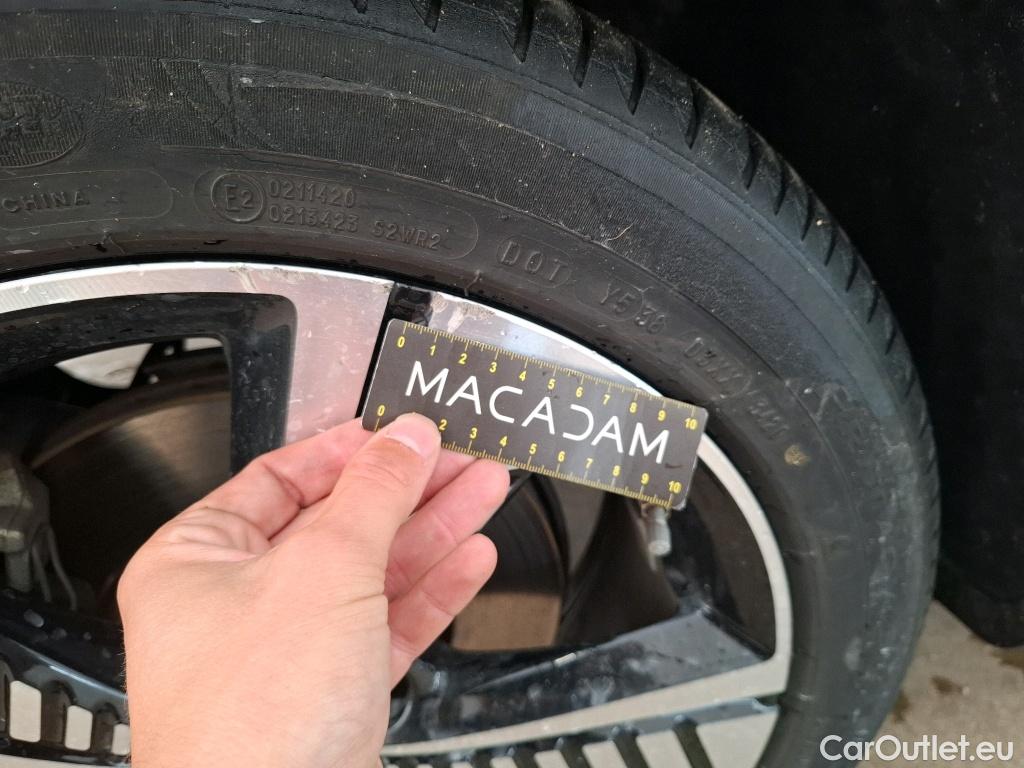 CHINA
E2 0211420
0213423 S2WR2
DOT
0 1 2 3 4 5 6 7 8 9 10
MACADAM
0 2 3 4 5 6 7 8 9 10
CarOutlet.eu